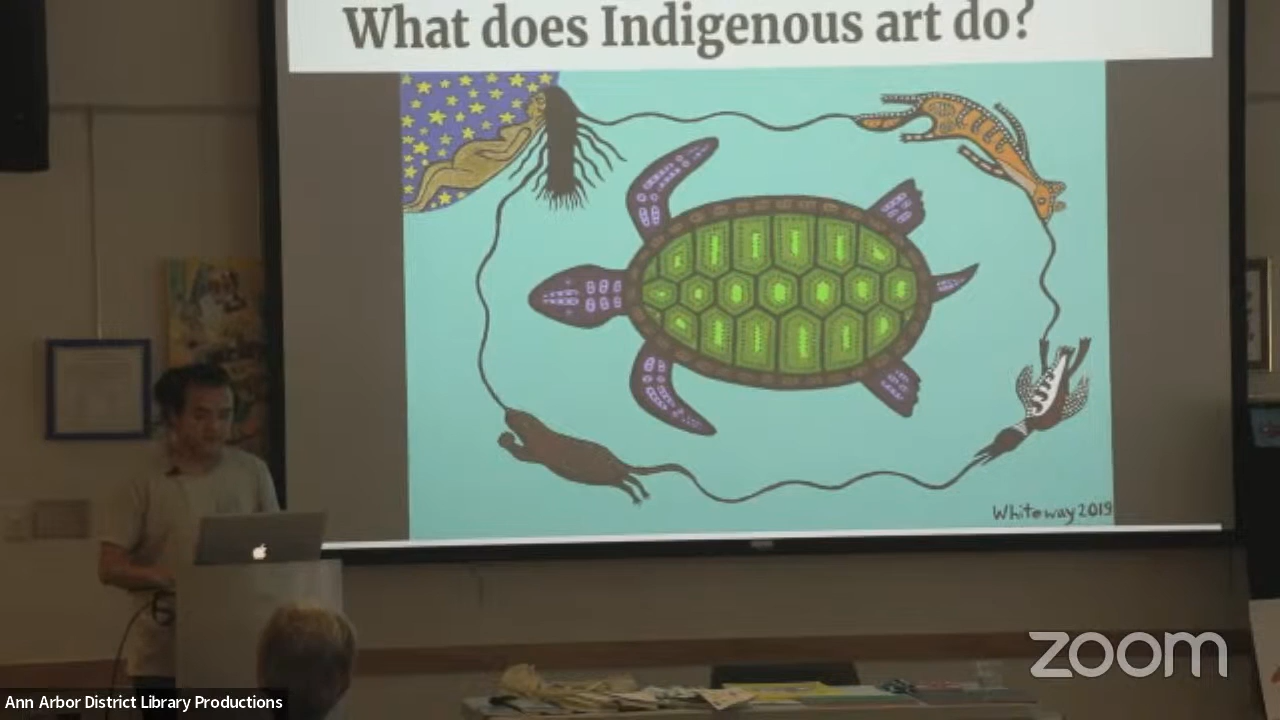 What does Indigenous art do?
Whiteway 2019
zoom
Ann Arbor District Library Productions